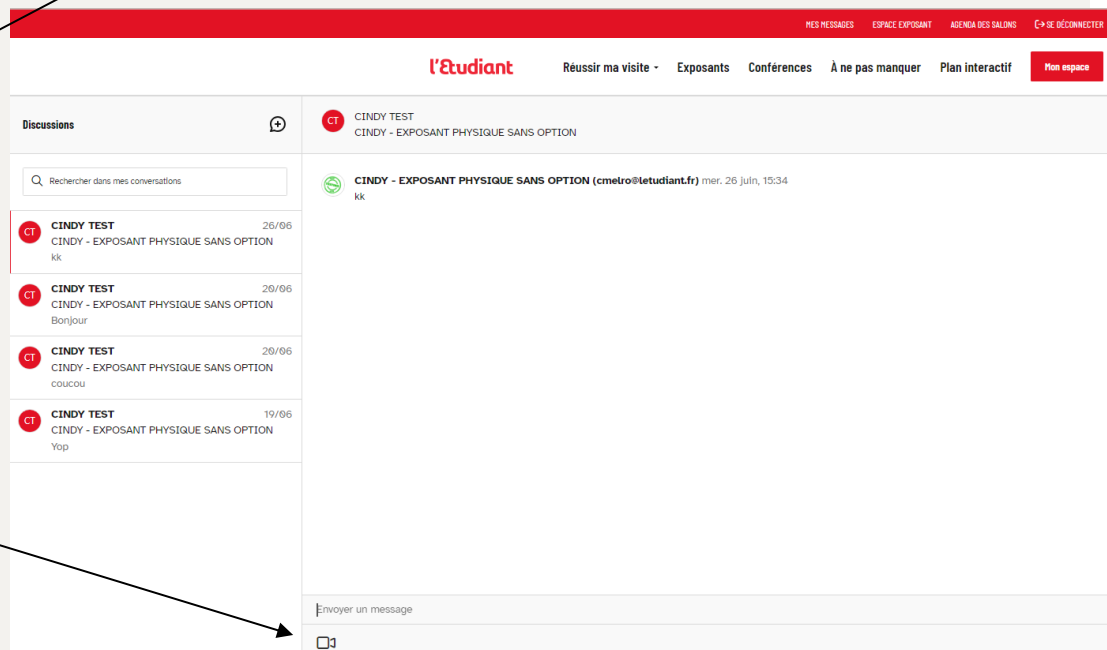 MES MESSAGES ESPACE EXPOSANT AGENDA DES SALONS SE DÉCONNECTER
l'Etudiant Réussir ma visite Exposants Conférences À ne pas manquer Plan interactif Mon espace
Discussions
Rechercher dans mes conversations
CT CINDY TEST 26/06
CINDY - EXPOSANT PHYSIQUE SANS OPTION
kk
CT CINDY TEST 20/06
CINDY - EXPOSANT PHYSIQUE SANS OPTION
Bonjour
CT CINDY TEST 20/06
CINDY - EXPOSANT PHYSIQUE SANS OPTION
coucou
CT CINDY TEST 19/06
CINDY - EXPOSANT PHYSIQUE SANS OPTION
Yop
CT CINDY TEST
CINDY - EXPOSANT PHYSIQUE SANS OPTION
CINDY - EXPOSANT PHYSIQUE SANS OPTION (cmelro@letudiant.fr) mer. 26 juin, 15:34
kk
Envoyer un message